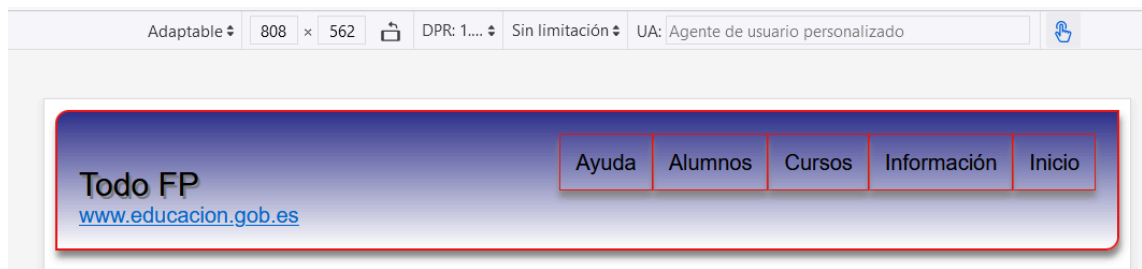 Adaptable 808 × 562 DPR: 1.... Sin limitación UA: Agente de usuario personalizado
Ayuda Alumnos Cursos Información Inicio
Todo FP
www.educacion.gob.es